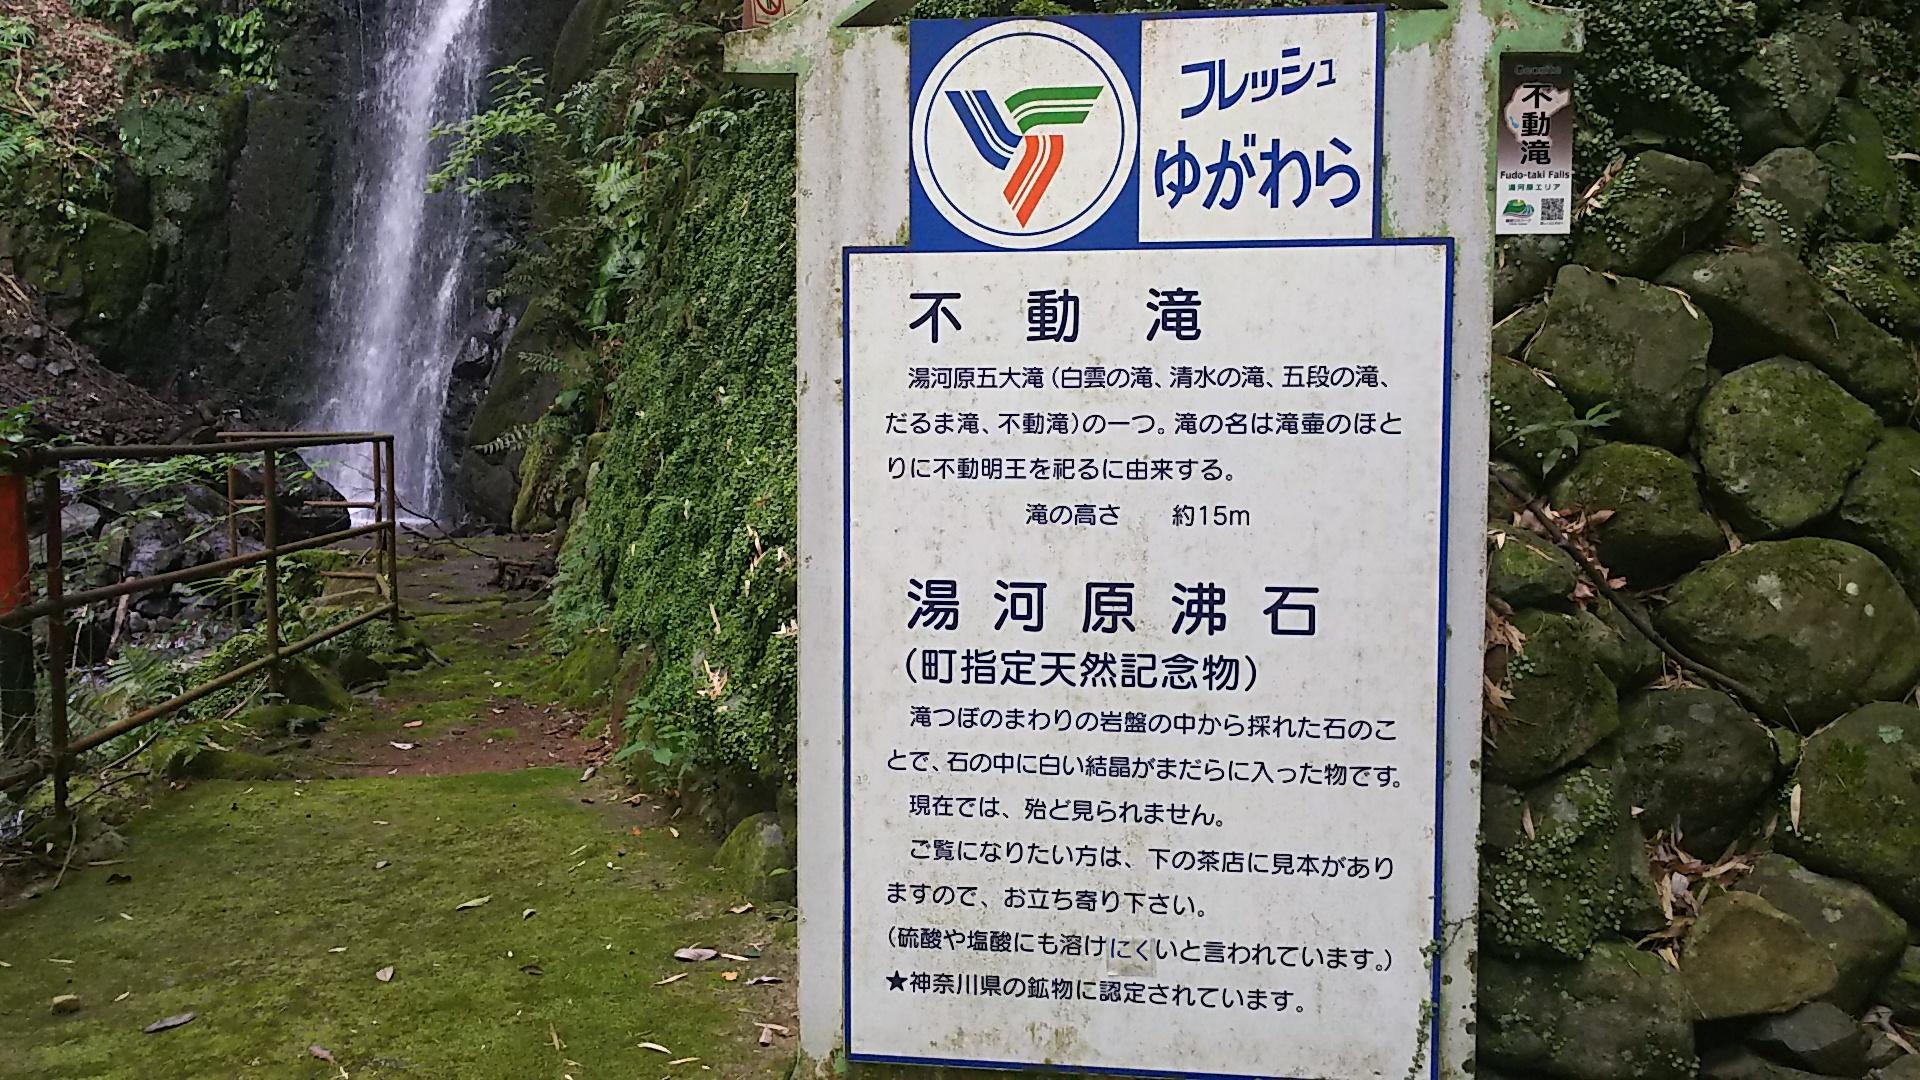 フレッシュ
ゆがわら
不動滝
湯河原五大滝(白雲の滝、清水の滝、五段の滝、
だるま滝、不動滝)の一つ。滝の名は滝壷のほと
りに不動明王を祀るに由来する。
滝の高さ 約15m
湯河原沸石
(町指定天然記念物)
滝つぼのまわりの岩盤の中から採れた石のこ
とで、石の中に白い結晶がまだらに入った物です。
現在では、殆ど見られません。
ご覧になりたい方は、下の茶店に見本があり
ますので、お立ち寄り下さい。
(硫酸や塩酸にも溶けにくいと言われています。)
★神奈川県の鉱物に認定されています。
Geosite
不動滝
Fudo-taki Falls
湯河原エリア